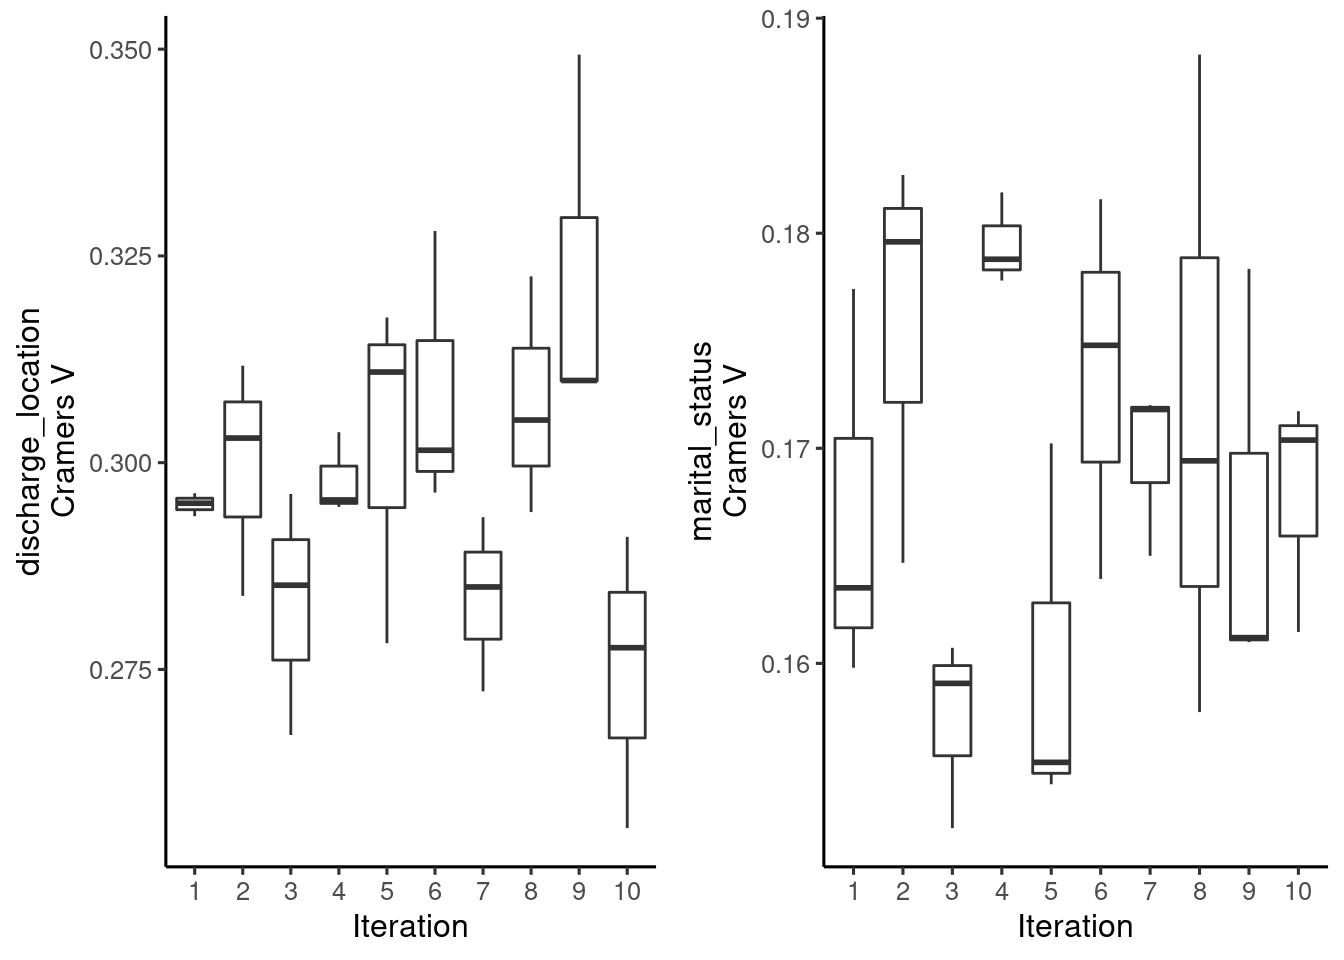 discharge_location
Cramers V
0.350
0.325
0.300
0.275
1 2 3 4 5 6 7 8 9 10
Iteration
marital_status
Cramers V
0.19
0.18
0.17
0.16
1 2 3 4 5 6 7 8 9 10
Iteration